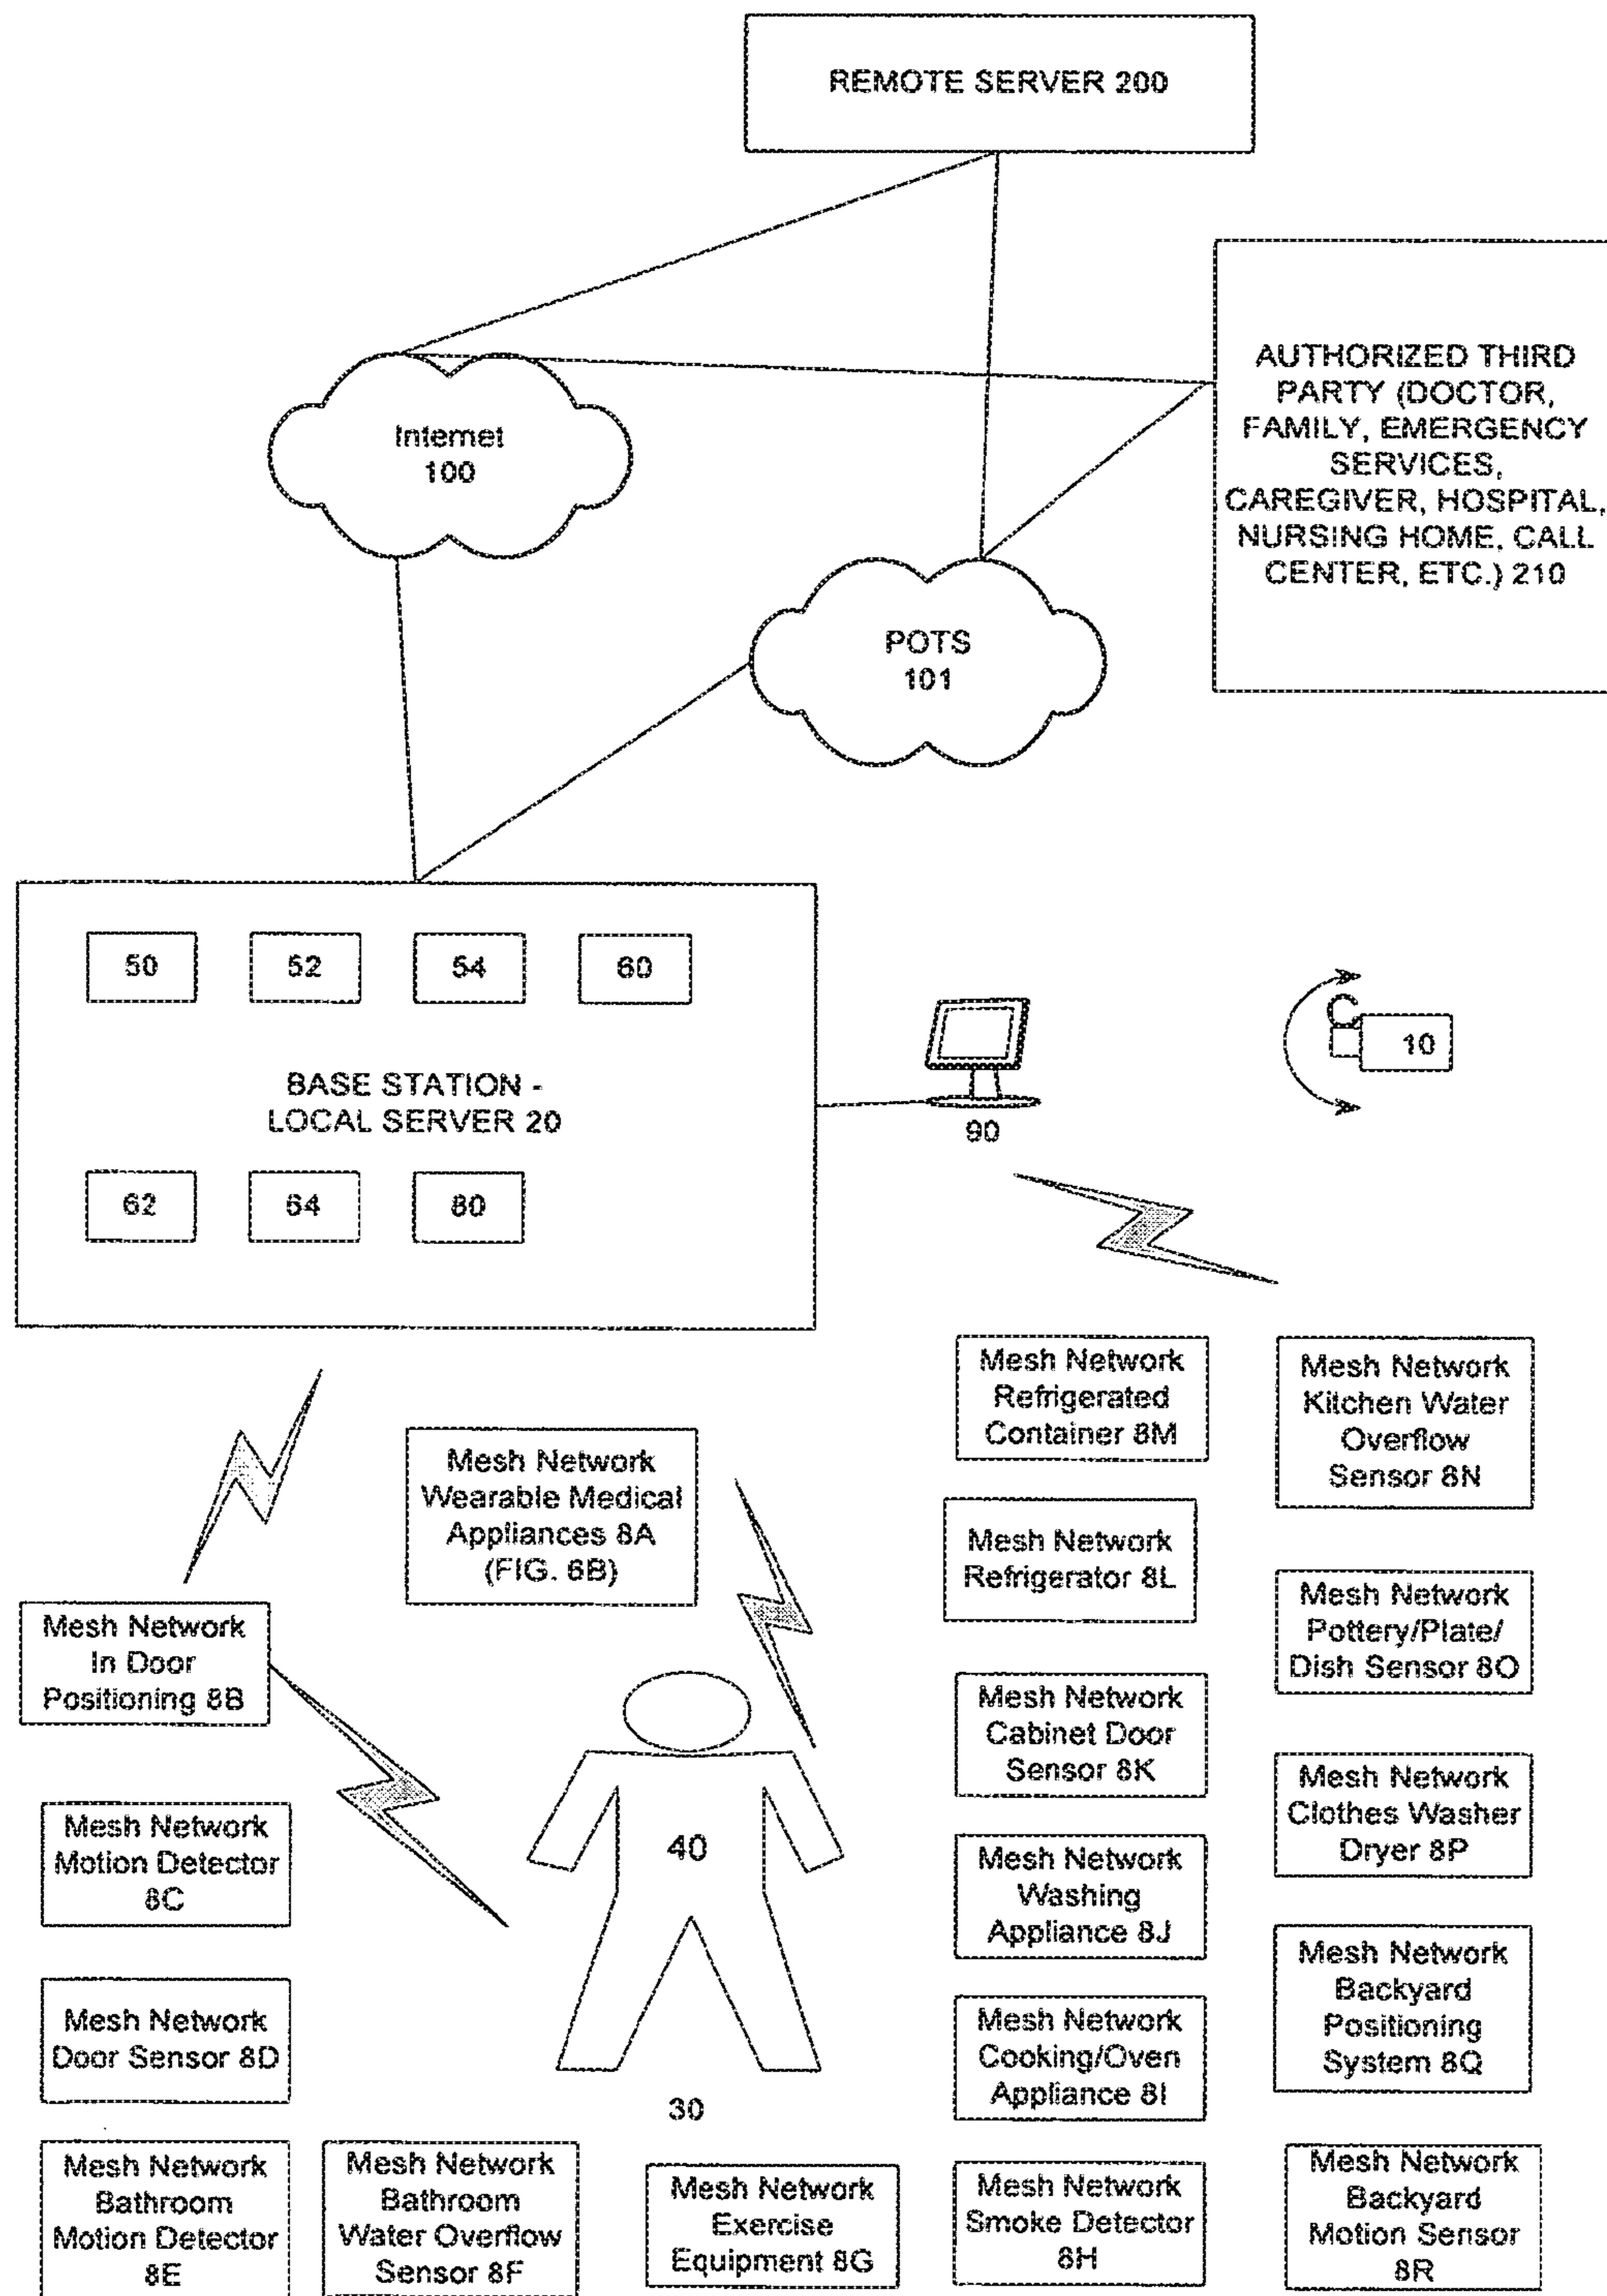 REMOTE SERVER 200
Internet
100
AUTHORIZED THIRD
PARTY (DOCTOR,
FAMILY, EMERGENCY
SERVICES,
CAREGIVER, HOSPITAL,
NURSING HOME, CALL
CENTER, ETC.) 210
POTS
101
50
52
54
60
BASE STATION -
LOCAL SERVER 20
62
64
80
90
C
10
Mesh Network
Wearable Medical
Appliances 8A
(FIG. 6B)
Mesh Network
In Door
Positioning 8B
Mesh Network
Motion Detector
8C
Mesh Network
Door Sensor 8D
Mesh Network
Bathroom
Motion Detector
8E
Mesh Network
Bathroom
Water Overflow
Sensor 8F
40
30
Mesh Network
Exercise
Equipment 8G
Mesh Network
Refrigerated
Container 8M
Mesh Network
Refrigerator 8L
Mesh Network
Cabinet Door
Sensor 8K
Mesh Network
Washing
Appliance 8J
Mesh Network
Cooking/Oven
Appliance 8I
Mesh Network
Smoke Detector
8H
Mesh Network
Kitchen Water
Overflow
Sensor 8N
Mesh Network
Pottery/Plate/
Dish Sensor 8O
Mesh Network
Clothes Washer
Dryer 8P
Mesh Network
Backyard
Positioning
System 8Q
Mesh Network
Backyard
Motion Sensor
8R